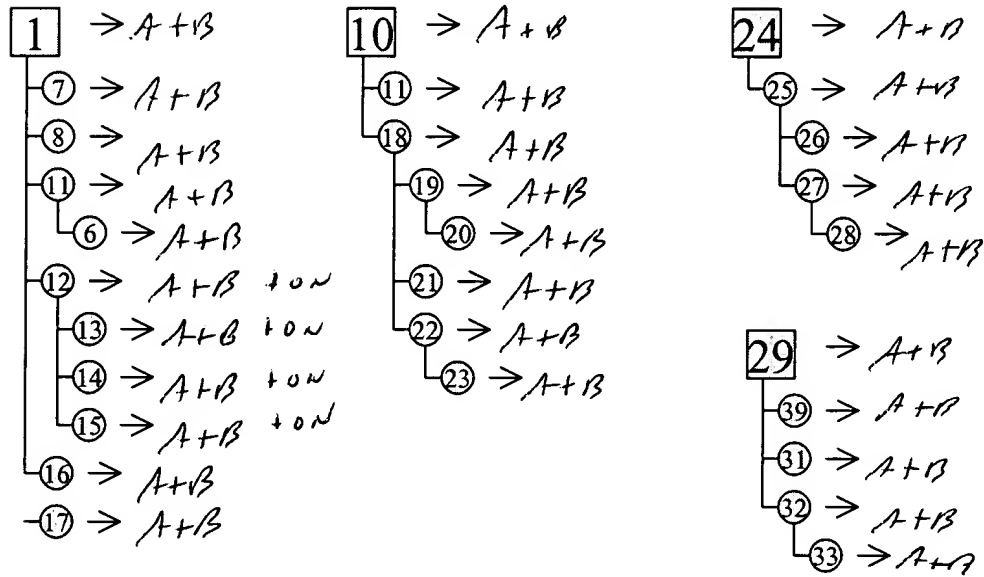 1 → A+B
7 → A+B
8 → A+B
11 → A+B
6 → A+B
12 → A+B + ON
13 → A+B + ON
14 → A+B + ON
15 → A+B + ON
16 → A+B
17 → A+B
10 → A+B
11 → A+B
18 → A+B
19 → A+B
20 → A+B
21 → A+B
22 → A+B
23 → A+B
24 → A+B
25 → A+B
26 → A+B
27 → A+B
28 → A+B
29 → A+B
39 → A+B
31 → A+B
32 → A+B
33 → A+B